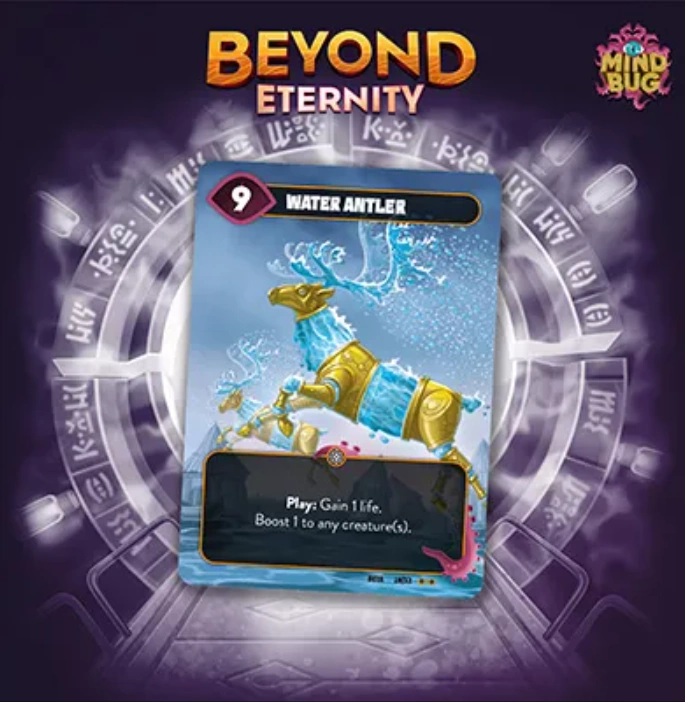 BEYOND
ETERNITY
MIND
BUG
9
WATER ANTLER
Play: Gain 1 life.
Boost 1 to any creature(s).